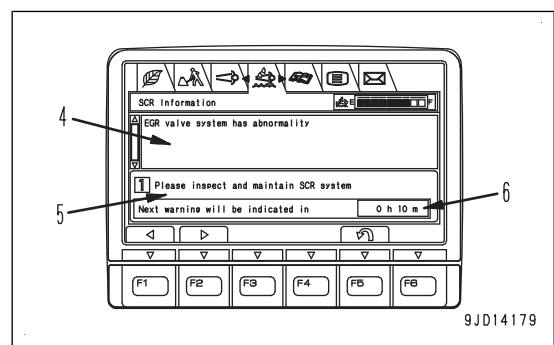 SCR Information
E F
4
EGR valve system has abnormality
1 Please inspect and maintain SCR system
5
6
Next warning will be indicated in 0 h 10 m
F1 F2 F3 F4 F5 F6
9JD14179